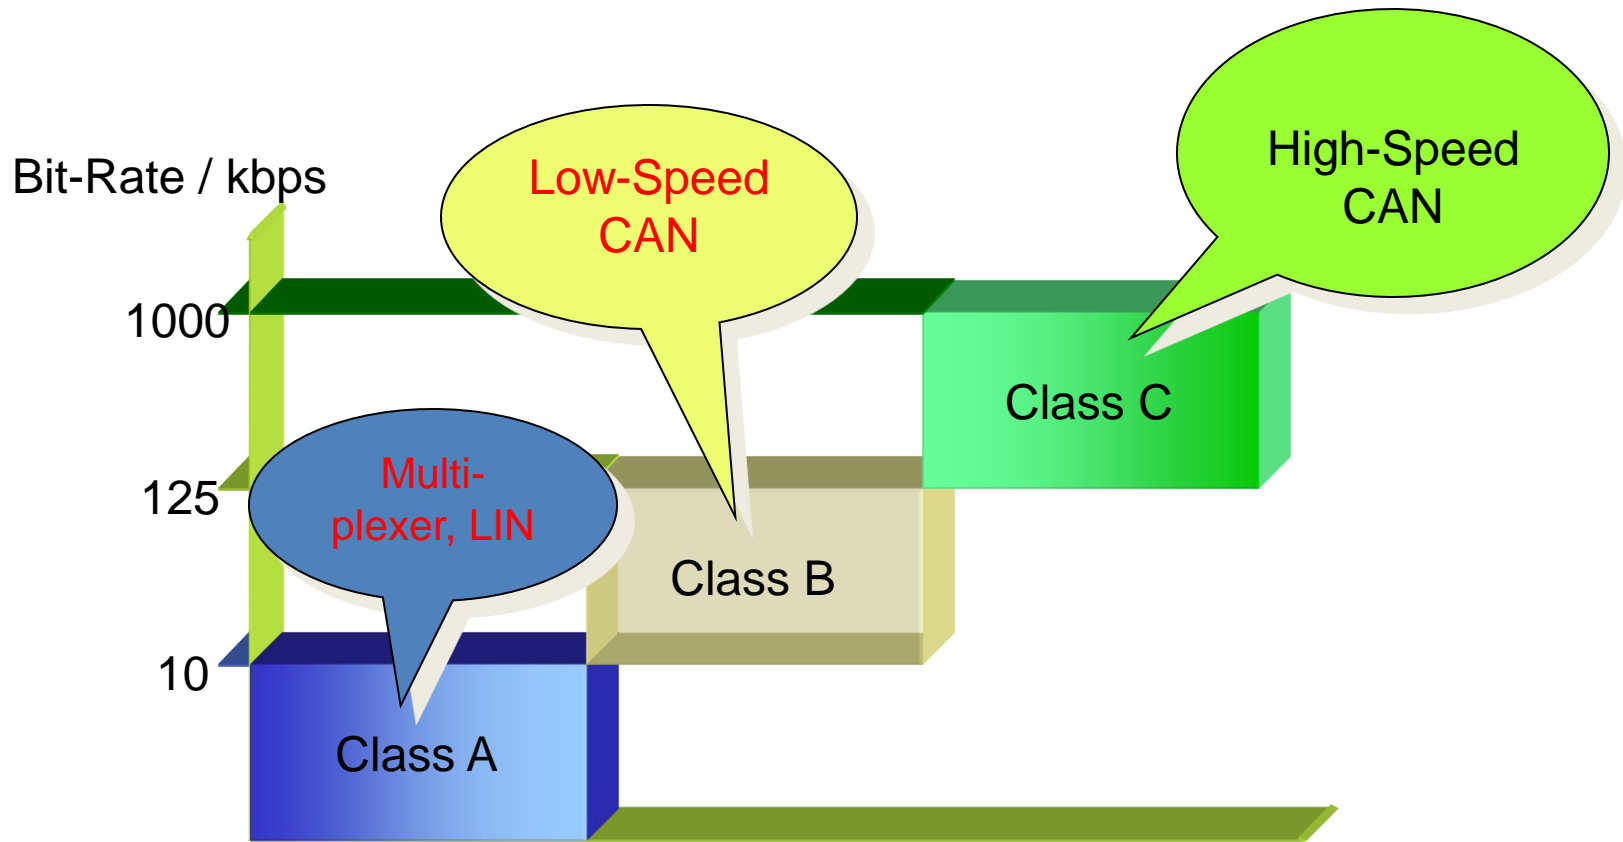 High-Speed
CAN
Low-Speed
CAN
Bit-Rate / kbps
1000
Class C
Multi-
plexer, LIN
125
Class B
10
Class A